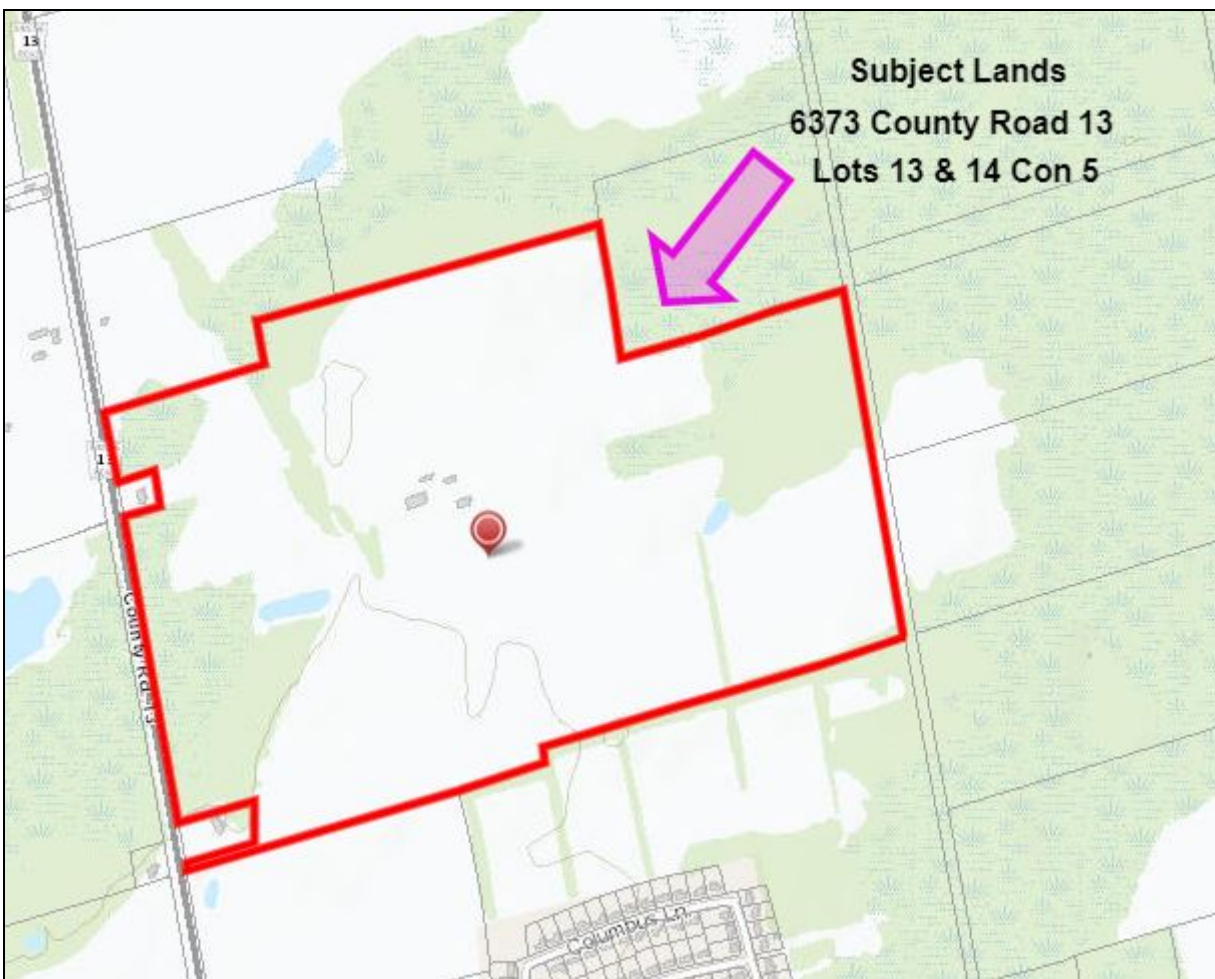 13
Subject Lands
6373 County Road 13
Lots 13 & 14 Con 5
County Rd 13
Columbus Ln